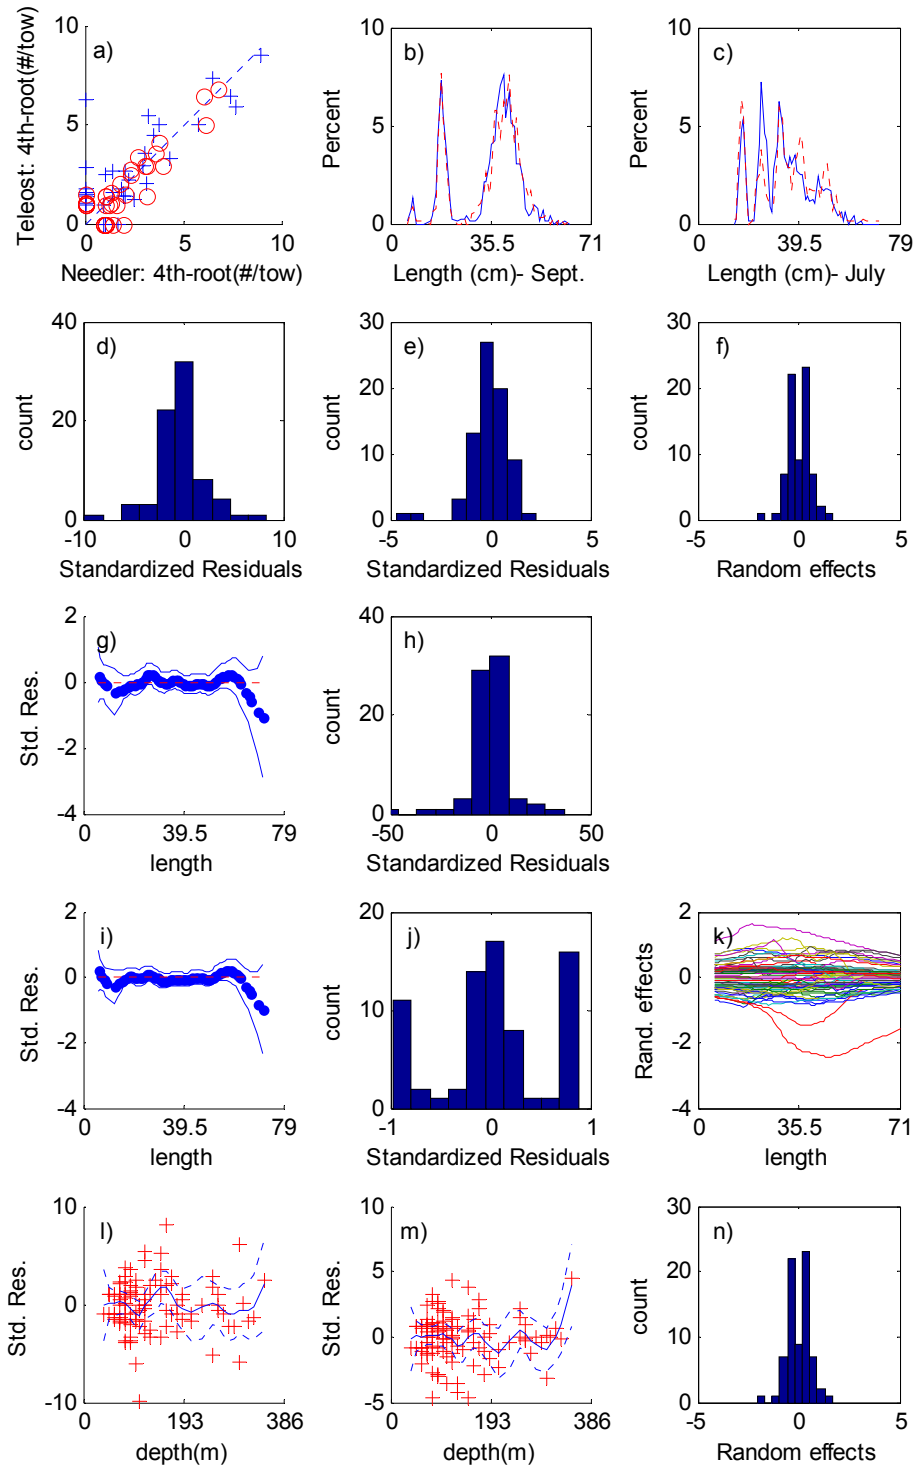 a)
10
5
0
0
5
10
Teleost: 4th-root(#/tow)
Needler: 4th-root(#/tow)
b)
10
5
0
0
35.5
71
Percent
Length (cm)- Sept.
c)
10
5
0
0
39.5
79
Percent
Length (cm)- July
d)
40
20
0
-10
0
10
count
Standardized Residuals
e)
30
20
10
0
-5
0
5
count
Standardized Residuals
f)
30
20
10
0
-5
0
5
count
Random effects
g)
2
0
-2
-4
0
39.5
79
Std. Res.
length
h)
40
20
0
-50
0
50
count
Standardized Residuals
i)
2
0
-2
-4
0
39.5
79
Std. Res.
length
j)
20
10
0
-1
0
1
count
Standardized Residuals
k)
2
0
-2
-4
0
35.5
71
Rand. effects
length
l)
10
0
-10
0
193
386
Std. Res.
depth(m)
m)
10
5
0
-5
0
193
386
Std. Res.
depth(m)
n)
30
20
10
0
-5
0
5
count
Random effects